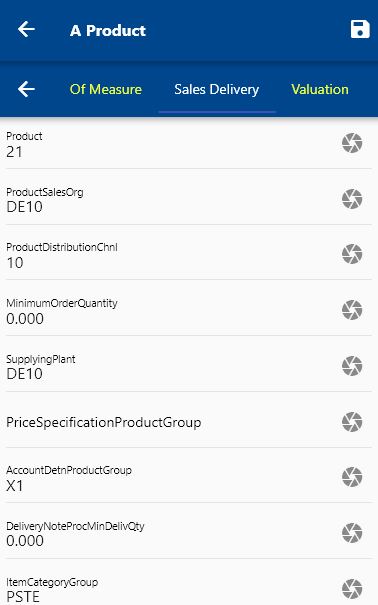 A Product
Of Measure Sales Delivery Valuation
Product
21
ProductSalesOrg
DE10
ProductDistributionChnl
10
MinimumOrderQuantity
0.000
SupplyingPlant
DE10
PriceSpecificationProductGroup
AccountDetnProductGroup
X1
DeliveryNoteProcMinDelivQty
0.000
ItemCategoryGroup
PSTE